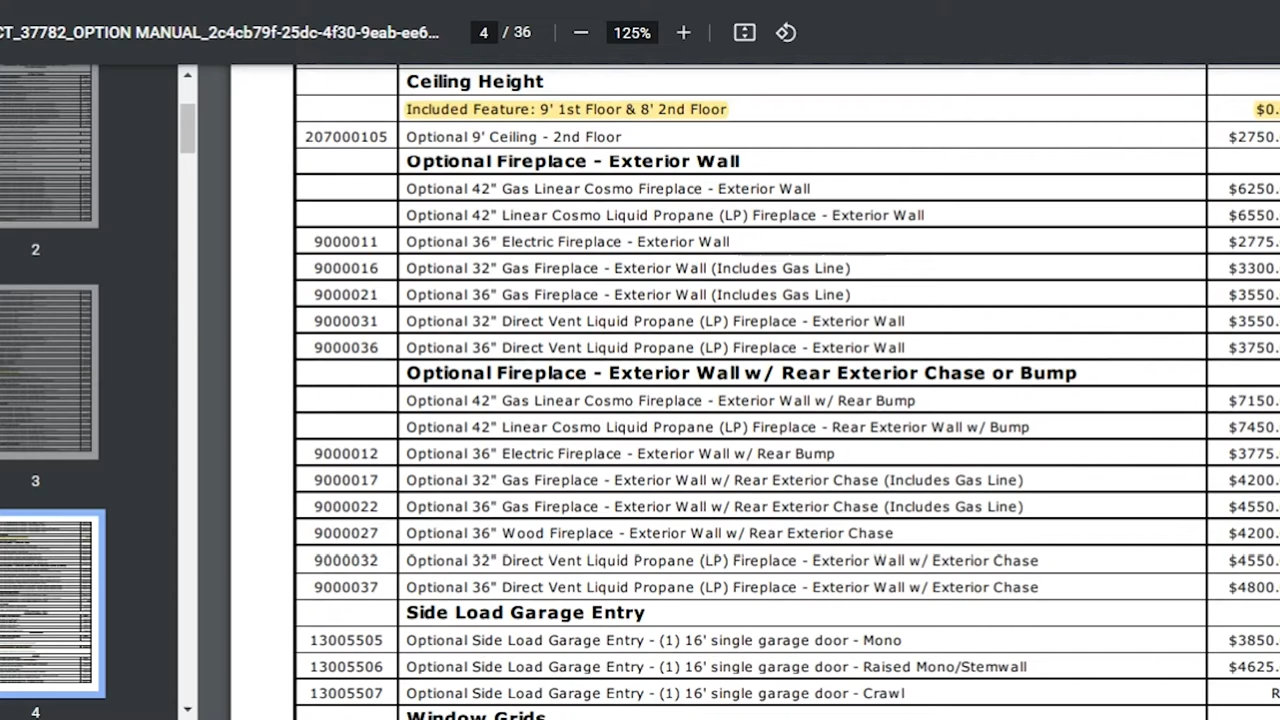 CT_37782_OPTION MANUAL_2c4cb79f-25dc-4f30-9eab-ee6... 4 / 36 125%
Ceiling Height
Included Feature: 9' 1st Floor & 8' 2nd Floor $0.
207000105 Optional 9' Ceiling - 2nd Floor $2750.
Optional Fireplace - Exterior Wall
Optional 42" Gas Linear Cosmo Fireplace - Exterior Wall $6250.
Optional 42" Linear Cosmo Liquid Propane (LP) Fireplace - Exterior Wall $6550.
9000011 Optional 36" Electric Fireplace - Exterior Wall $2775.
9000016 Optional 32" Gas Fireplace - Exterior Wall (Includes Gas Line) $3300.
9000021 Optional 36" Gas Fireplace - Exterior Wall (Includes Gas Line) $3550.
9000031 Optional 32" Direct Vent Liquid Propane (LP) Fireplace - Exterior Wall $3550.
9000036 Optional 36" Direct Vent Liquid Propane (LP) Fireplace - Exterior Wall $3750.
Optional Fireplace - Exterior Wall w/ Rear Exterior Chase or Bump
Optional 42" Gas Linear Cosmo Fireplace - Exterior Wall w/ Rear Bump $7150.
Optional 42" Linear Cosmo Liquid Propane (LP) Fireplace - Rear Exterior Wall w/ Bump $7450.
9000012 Optional 36" Electric Fireplace - Exterior Wall w/ Rear Bump $3775.
9000017 Optional 32" Gas Fireplace - Exterior Wall w/ Rear Exterior Chase (Includes Gas Line) $4200.
9000022 Optional 36" Gas Fireplace - Exterior Wall w/ Rear Exterior Chase (Includes Gas Line) $4550.
9000027 Optional 36" Wood Fireplace - Exterior Wall w/ Rear Exterior Chase $4200.
9000032 Optional 32" Direct Vent Liquid Propane (LP) Fireplace - Exterior Wall w/ Exterior Chase $4550.
9000037 Optional 36" Direct Vent Liquid Propane (LP) Fireplace - Exterior Wall w/ Exterior Chase $4800.
Side Load Garage Entry
13005505 Optional Side Load Garage Entry - (1) 16' single garage door - Mono $3850.
13005506 Optional Side Load Garage Entry - (1) 16' single garage door - Raised Mono/Stemwall $4625.
13005507 Optional Side Load Garage Entry - (1) 16' single garage door - Crawl R
Window Grids
2
3
4